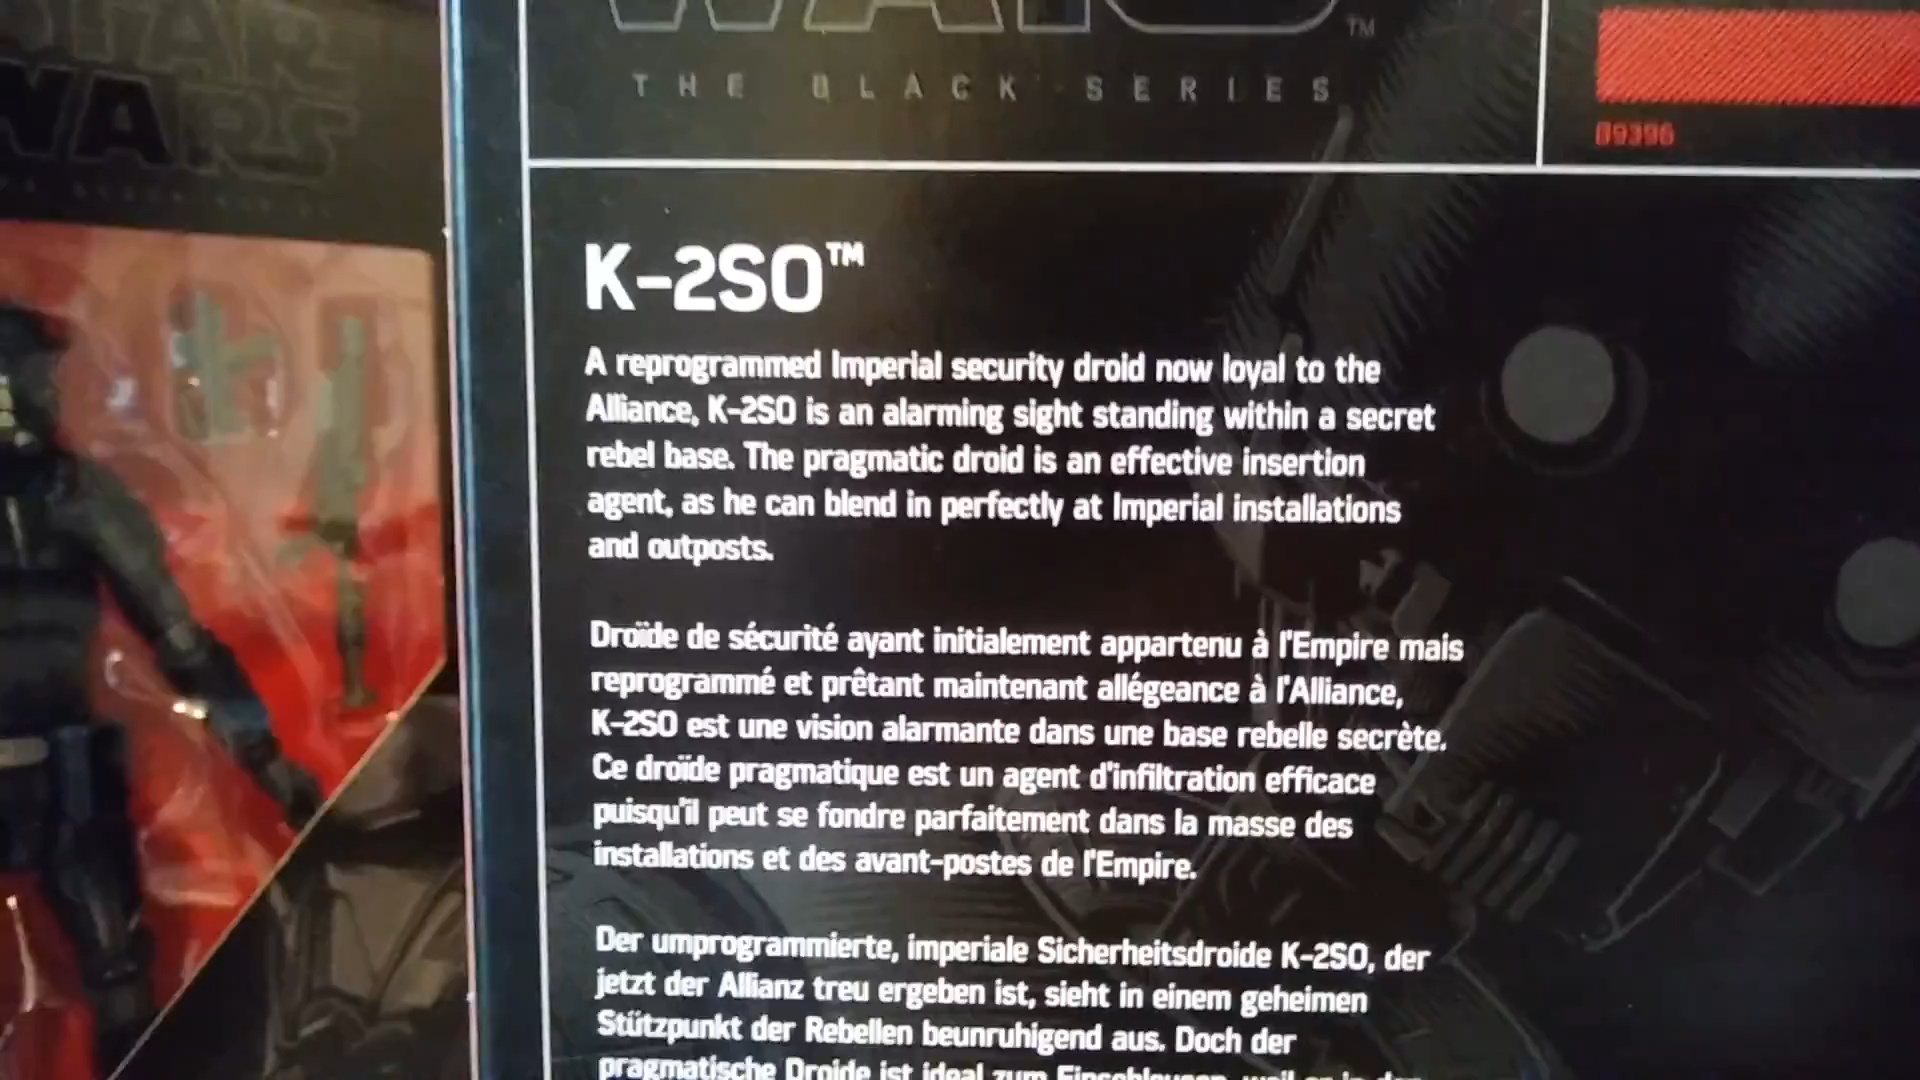 STAR
WARS
WARS™
THE BLACK SERIES
B9396
K-2SO™
A reprogrammed Imperial security droid now loyal to the
Alliance, K-2SO is an alarming sight standing within a secret
rebel base. The pragmatic droid is an effective insertion
agent, as he can blend in perfectly at Imperial installations
and outposts.
Droïde de sécurité ayant initialement appartenu à l'Empire mais
reprogrammé et prêtant maintenant allégeance à l'Alliance,
K-2SO est une vision alarmante dans une base rebelle secrète.
Ce droïde pragmatique est un agent d'infiltration efficace
puisqu'il peut se fondre parfaitement dans la masse des
installations et des avant-postes de l'Empire.
Der umprogrammierte, imperiale Sicherheitsdroide K-2SO, der
jetzt der Allianz treu ergeben ist, sieht in einem geheimen
Stützpunkt der Rebellen beunruhigend aus. Doch der
pragmatische Droide ist ideal zum Einschleusen, weil er in der